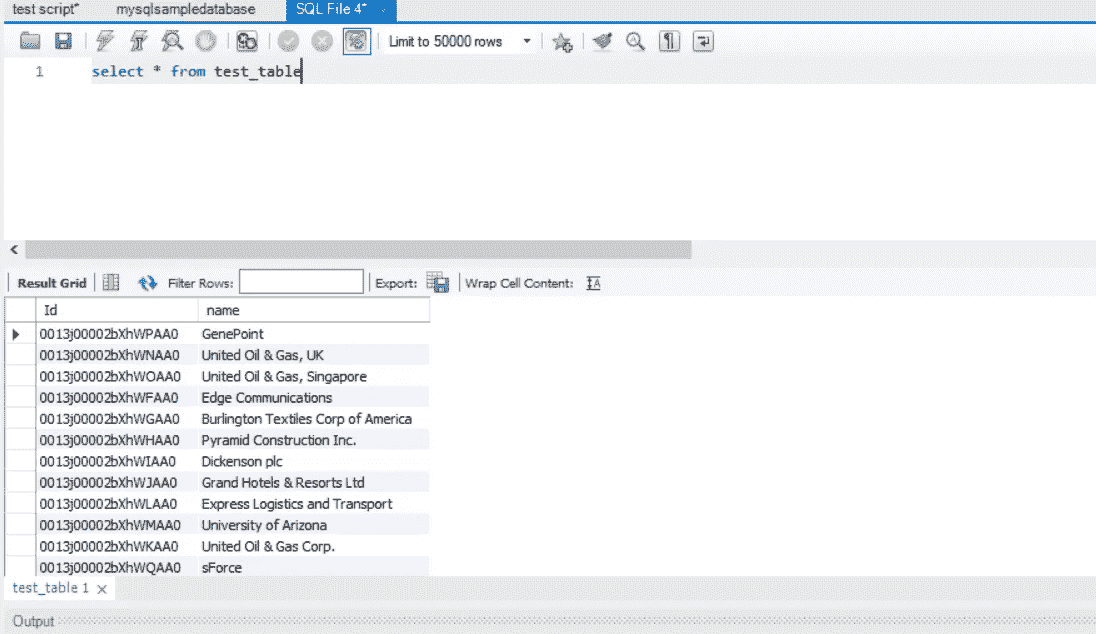 test script* mysqlsampledatabase SQL File 4*
Limit to 50000 rows
1 select * from test_table
Result Grid Filter Rows: Export: Wrap Cell Content:
Id name
0013j00002bXhWPAA0 GenePoint
0013j00002bXhWNAA0 United Oil & Gas, UK
0013j00002bXhWOAA0 United Oil & Gas, Singapore
0013j00002bXhWFAA0 Edge Communications
0013j00002bXhWGAA0 Burlington Textiles Corp of America
0013j00002bXhWHAA0 Pyramid Construction Inc.
0013j00002bXhWIAA0 Dickenson plc
0013j00002bXhWJAA0 Grand Hotels & Resorts Ltd
0013j00002bXhWLAA0 Express Logistics and Transport
0013j00002bXhWMAA0 University of Arizona
0013j00002bXhWKAA0 United Oil & Gas Corp.
0013j00002bXhWQAA0 sForce
test_table 1
Output